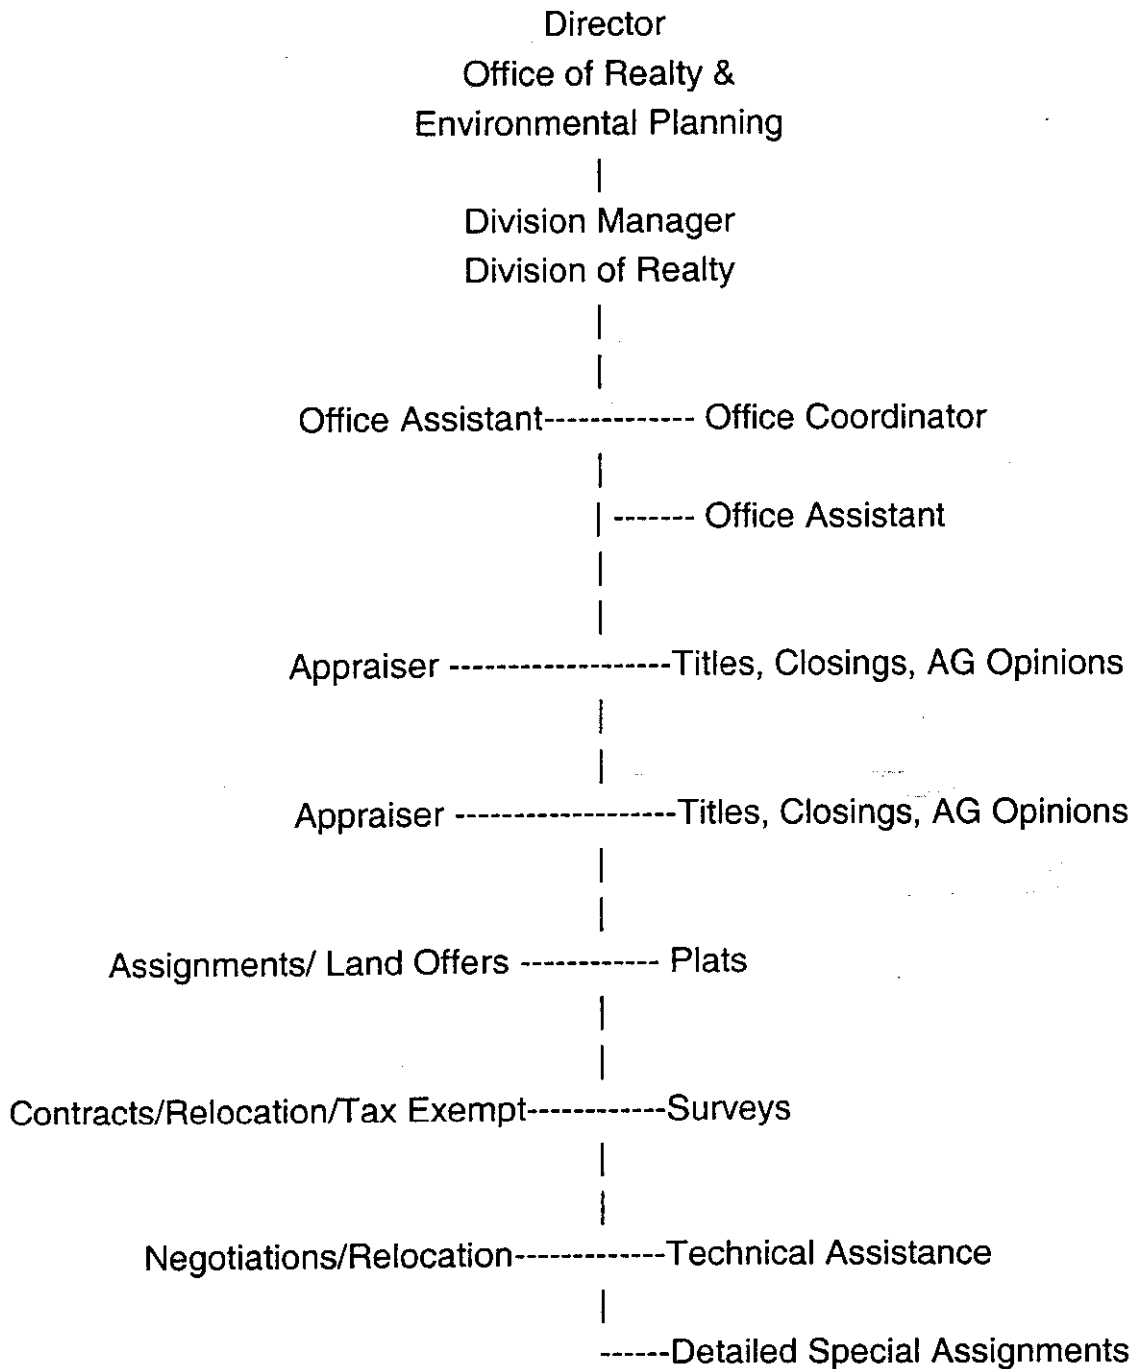 Director
Office of Realty &
Environmental Planning
|
Division Manager
Division of Realty
|
|
Office Assistant------------- Office Coordinator
|
| ------- Office Assistant
|
|
Appraiser -------------------Titles, Closings, AG Opinions
|
|
Appraiser -------------------Titles, Closings, AG Opinions
|
|
Assignments/ Land Offers ------------ Plats
|
|
Contracts/Relocation/Tax Exempt------------Surveys
|
|
Negotiations/Relocation-------------Technical Assistance
|
------Detailed Special Assignments